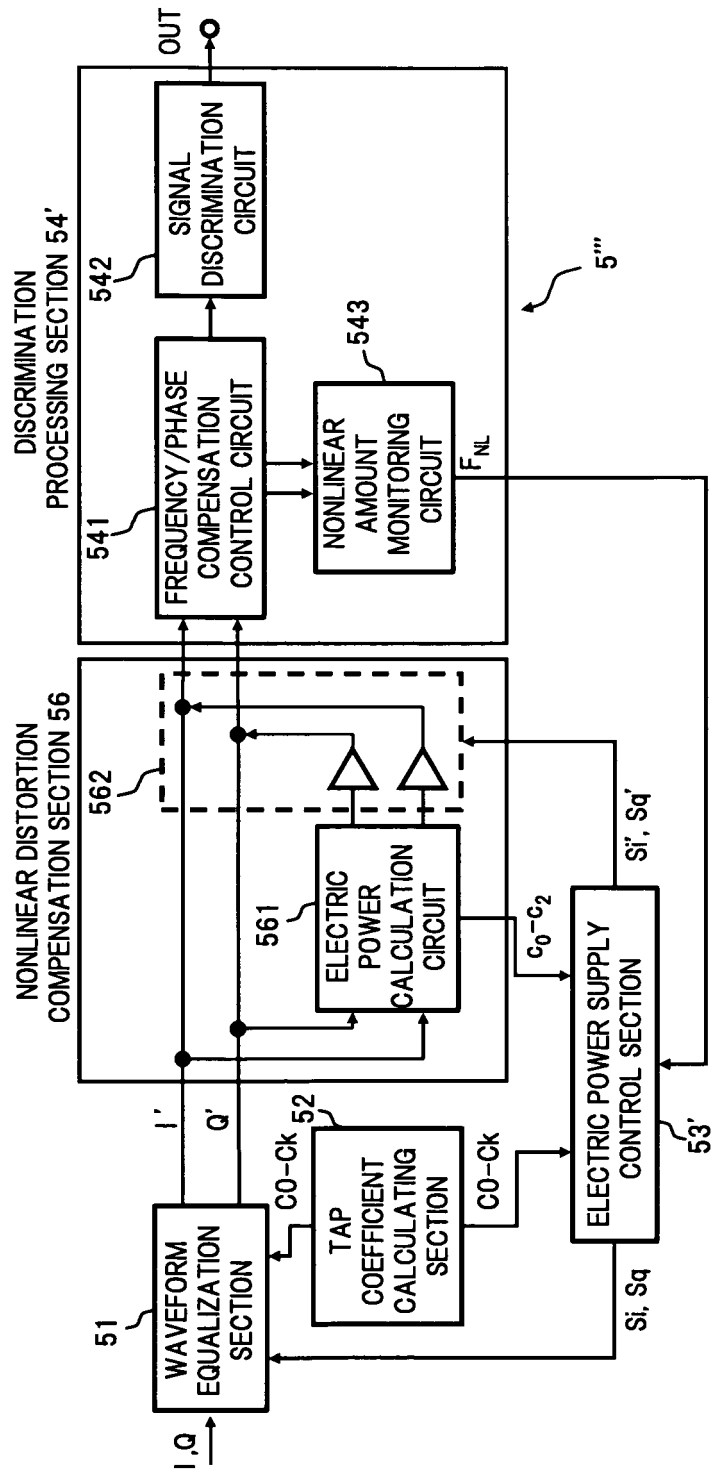 I,Q
51
WAVEFORM
EQUALIZATION
SECTION
I'
Q'
C0-Ck
52
TAP
COEFFICIENT
CALCULATING
SECTION
C0-Ck
Si, Sq
NONLINEAR DISTORTION
COMPENSATION SECTION 56
562
561
ELECTRIC
POWER
CALCULATION
CIRCUIT
c₀-c₂
Si', Sq'
ELECTRIC POWER SUPPLY
CONTROL SECTION
53'
DISCRIMINATION
PROCESSING SECTION 54'
541
FREQUENCY/PHASE
COMPENSATION
CONTROL CIRCUIT
542
SIGNAL
DISCRIMINATION
CIRCUIT
OUT
543
NONLINEAR
AMOUNT
MONITORING
CIRCUIT
F_NL
5'''